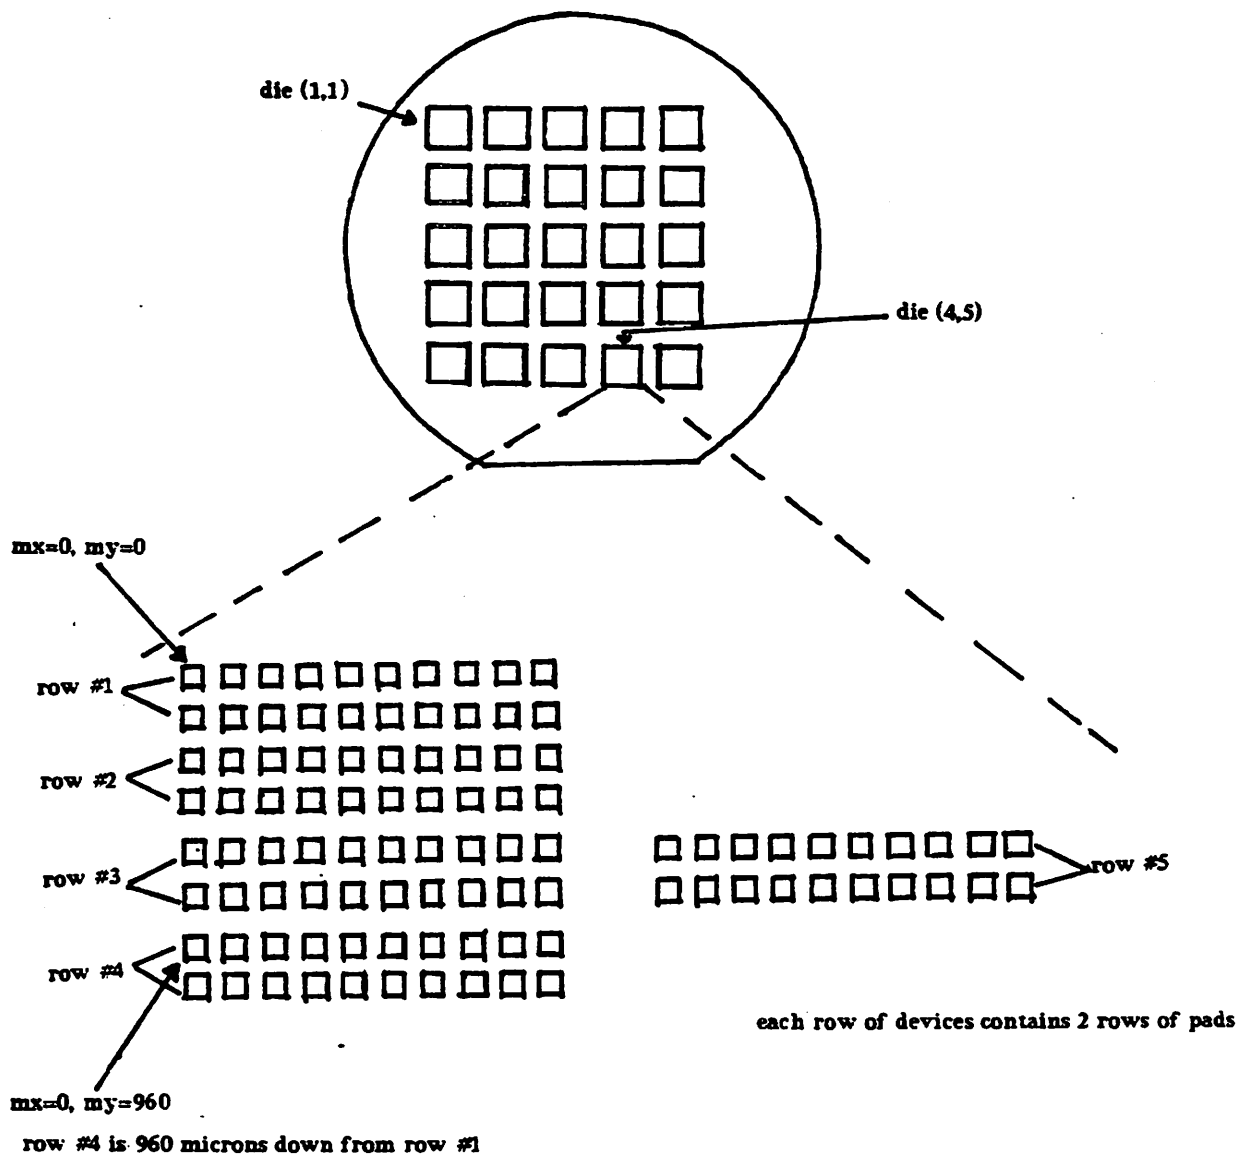 die (1,1)
die (4,5)
mx=0, my=0
row #1
row #2
row #3
row #5
row #4
each row of devices contains 2 rows of pads
mx=0, my=960
row #4 is 960 microns down from row #1